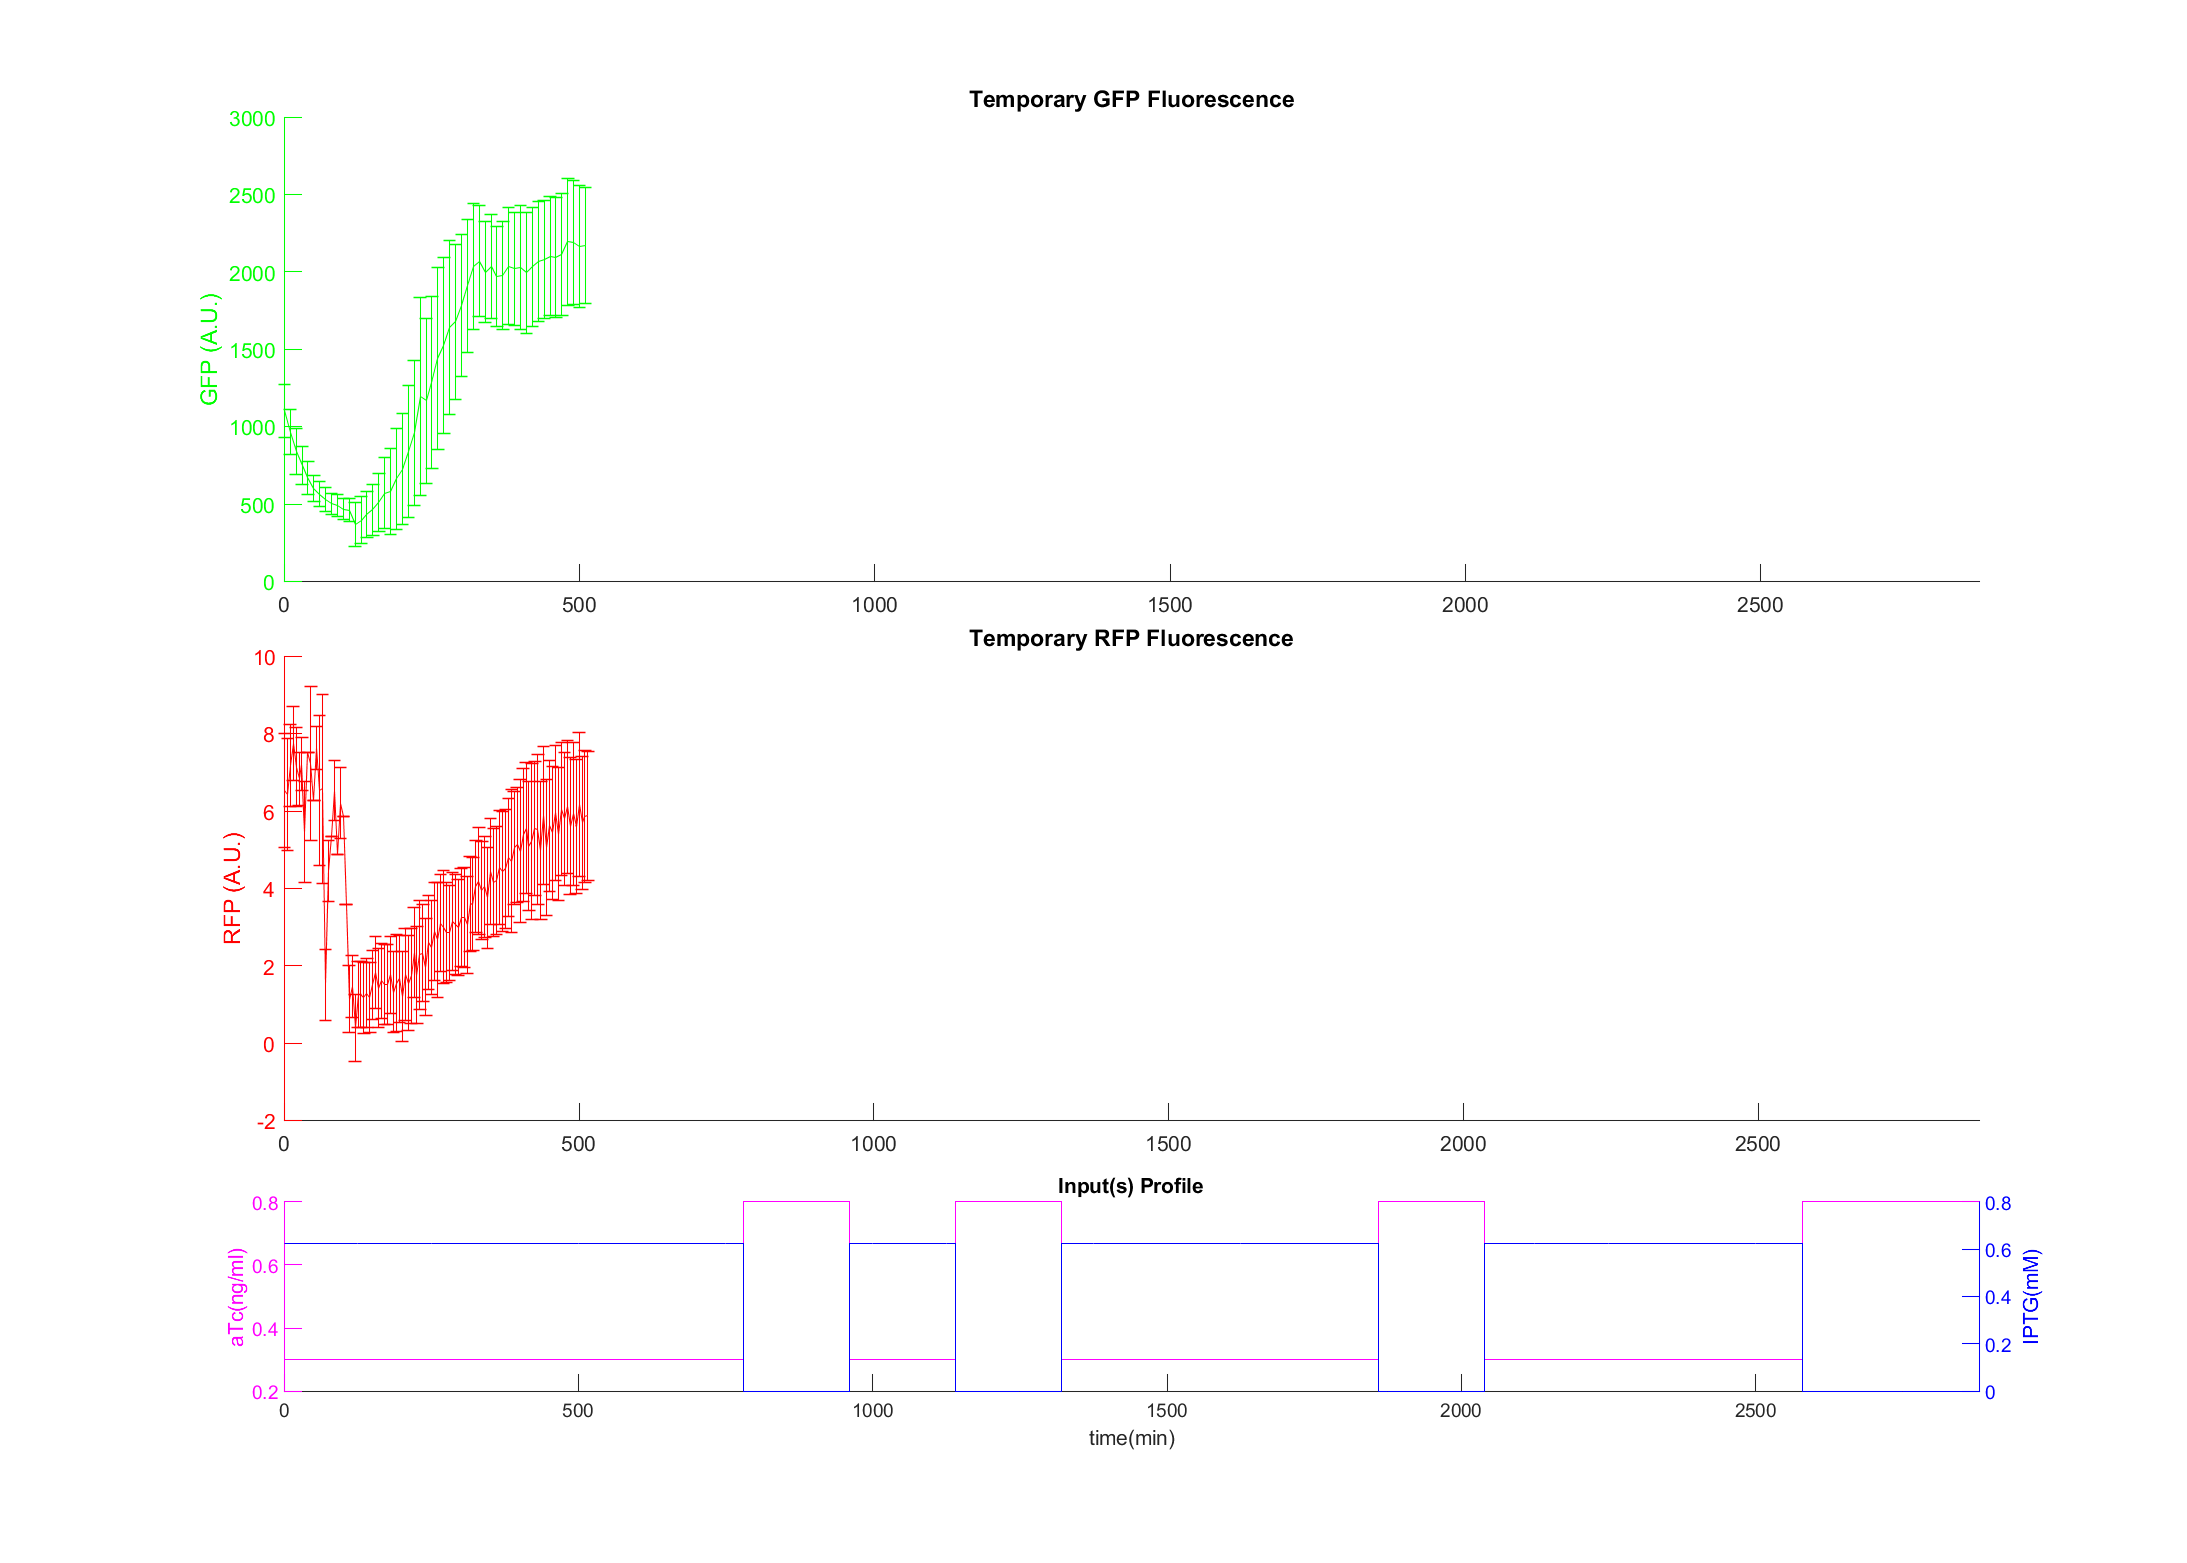 Temporary GFP Fluorescence
3000
2500
2000
1500
1000
500
0
GFP (A.U.)
0 500 1000 1500 2000 2500
Temporary RFP Fluorescence
10
8
6
4
2
0
-2
RFP (A.U.)
0 500 1000 1500 2000 2500
Input(s) Profile
0.8
0.6
0.4
0.2
aTc(ng/ml)
0.8
0.6
0.4
0.2
0
IPTG(mM)
0 500 1000 1500 2000 2500
time(min)